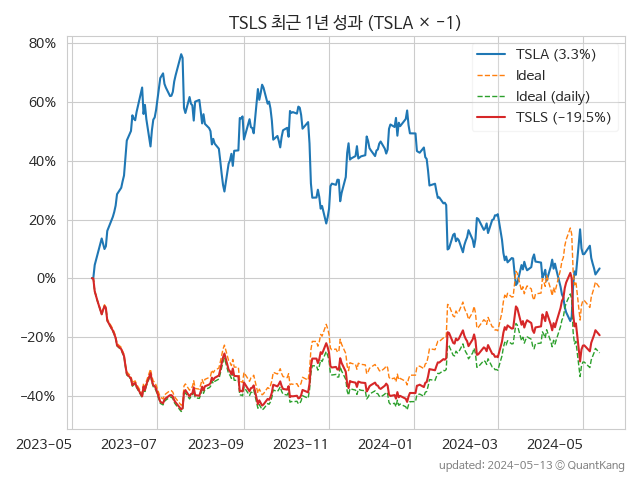 TSLS 최근 1년 성과 (TSLA × −1)
80%
60%
40%
20%
0%
−20%
−40%
TSLA (3.3%)
Ideal
Ideal (daily)
TSLS (−19.5%)
2023-05
2023-07
2023-09
2023-11
2024-01
2024-03
2024-05
updated: 2024-05-13 ⓒ QuantKang